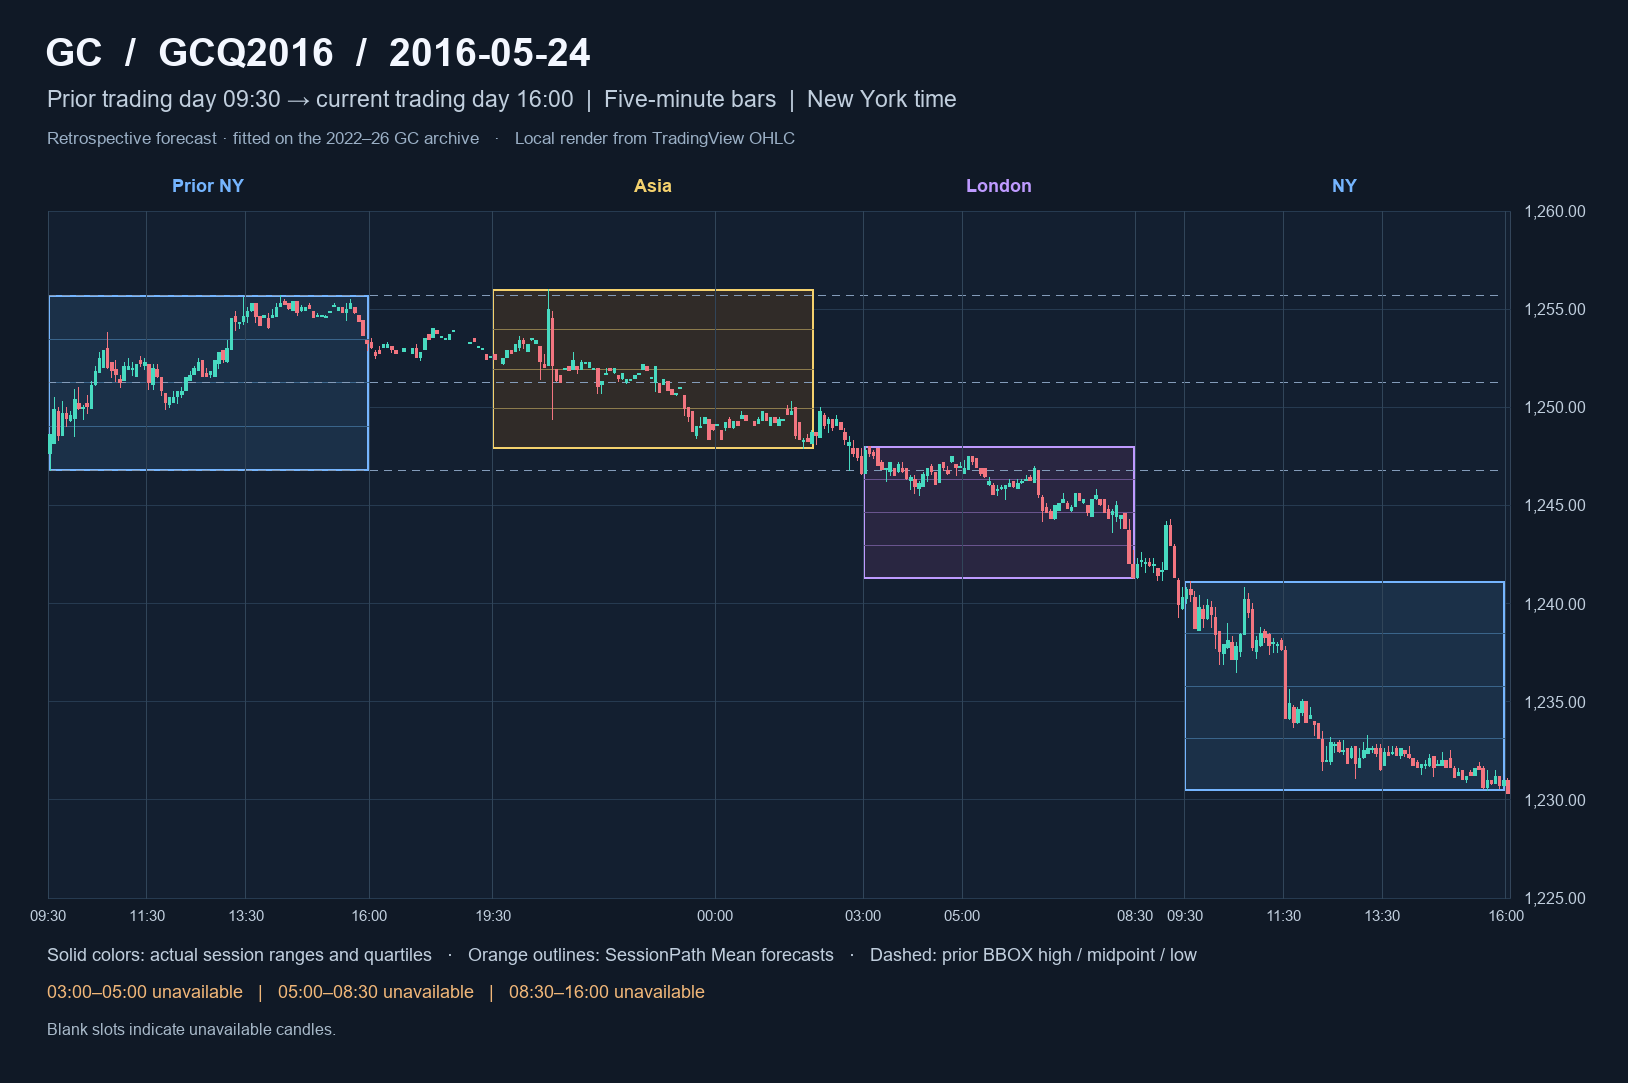 GC / GCQ2016 / 2016-05-24
Prior trading day 09:30 → current trading day 16:00 | Five-minute bars | New York time
Retrospective forecast · fitted on the 2022–26 GC archive · Local render from TradingView OHLC
Prior NY Asia London NY
1,260.00
1,255.00
1,250.00
1,245.00
1,240.00
1,235.00
1,230.00
1,225.00
09:30 11:30 13:30 16:00 19:30 00:00 03:00 05:00 08:30 09:30 11:30 13:30 16:00
Solid colors: actual session ranges and quartiles · Orange outlines: SessionPath Mean forecasts · Dashed: prior BBOX high / midpoint / low
03:00–05:00 unavailable | 05:00–08:30 unavailable | 08:30–16:00 unavailable
Blank slots indicate unavailable candles.